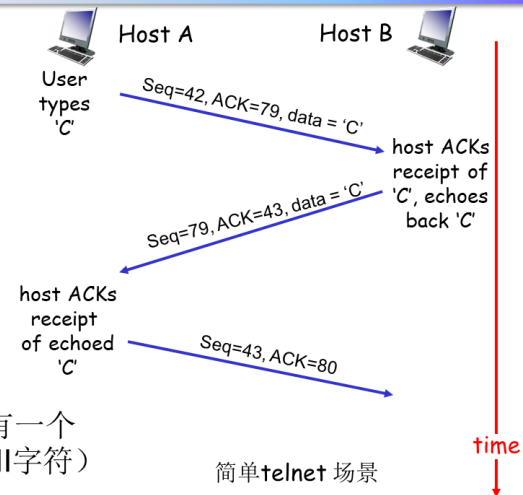 Host A
Host B
User
types
‘C’
Seq=42, ACK=79, data = ‘C’
host ACKs
receipt of
‘C’, echoes
back ‘C’
Seq=79, ACK=43, data = ‘C’
host ACKs
receipt
of echoed
‘C’
Seq=43, ACK=80
有一个
字符）
time
简单telnet 场景